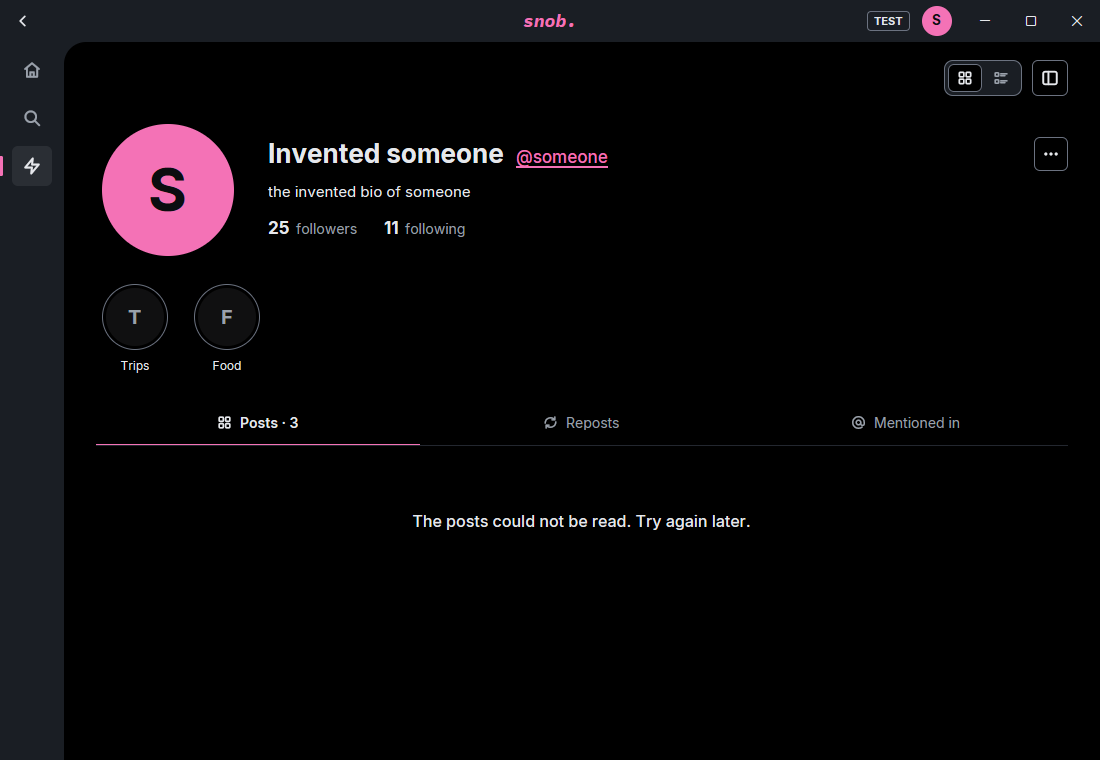 snob.
TEST
S
S
Invented someone @someone
the invented bio of someone
25 followers 11 following
T
F
Trips
Food
Posts · 3
Reposts
Mentioned in
The posts could not be read. Try again later.